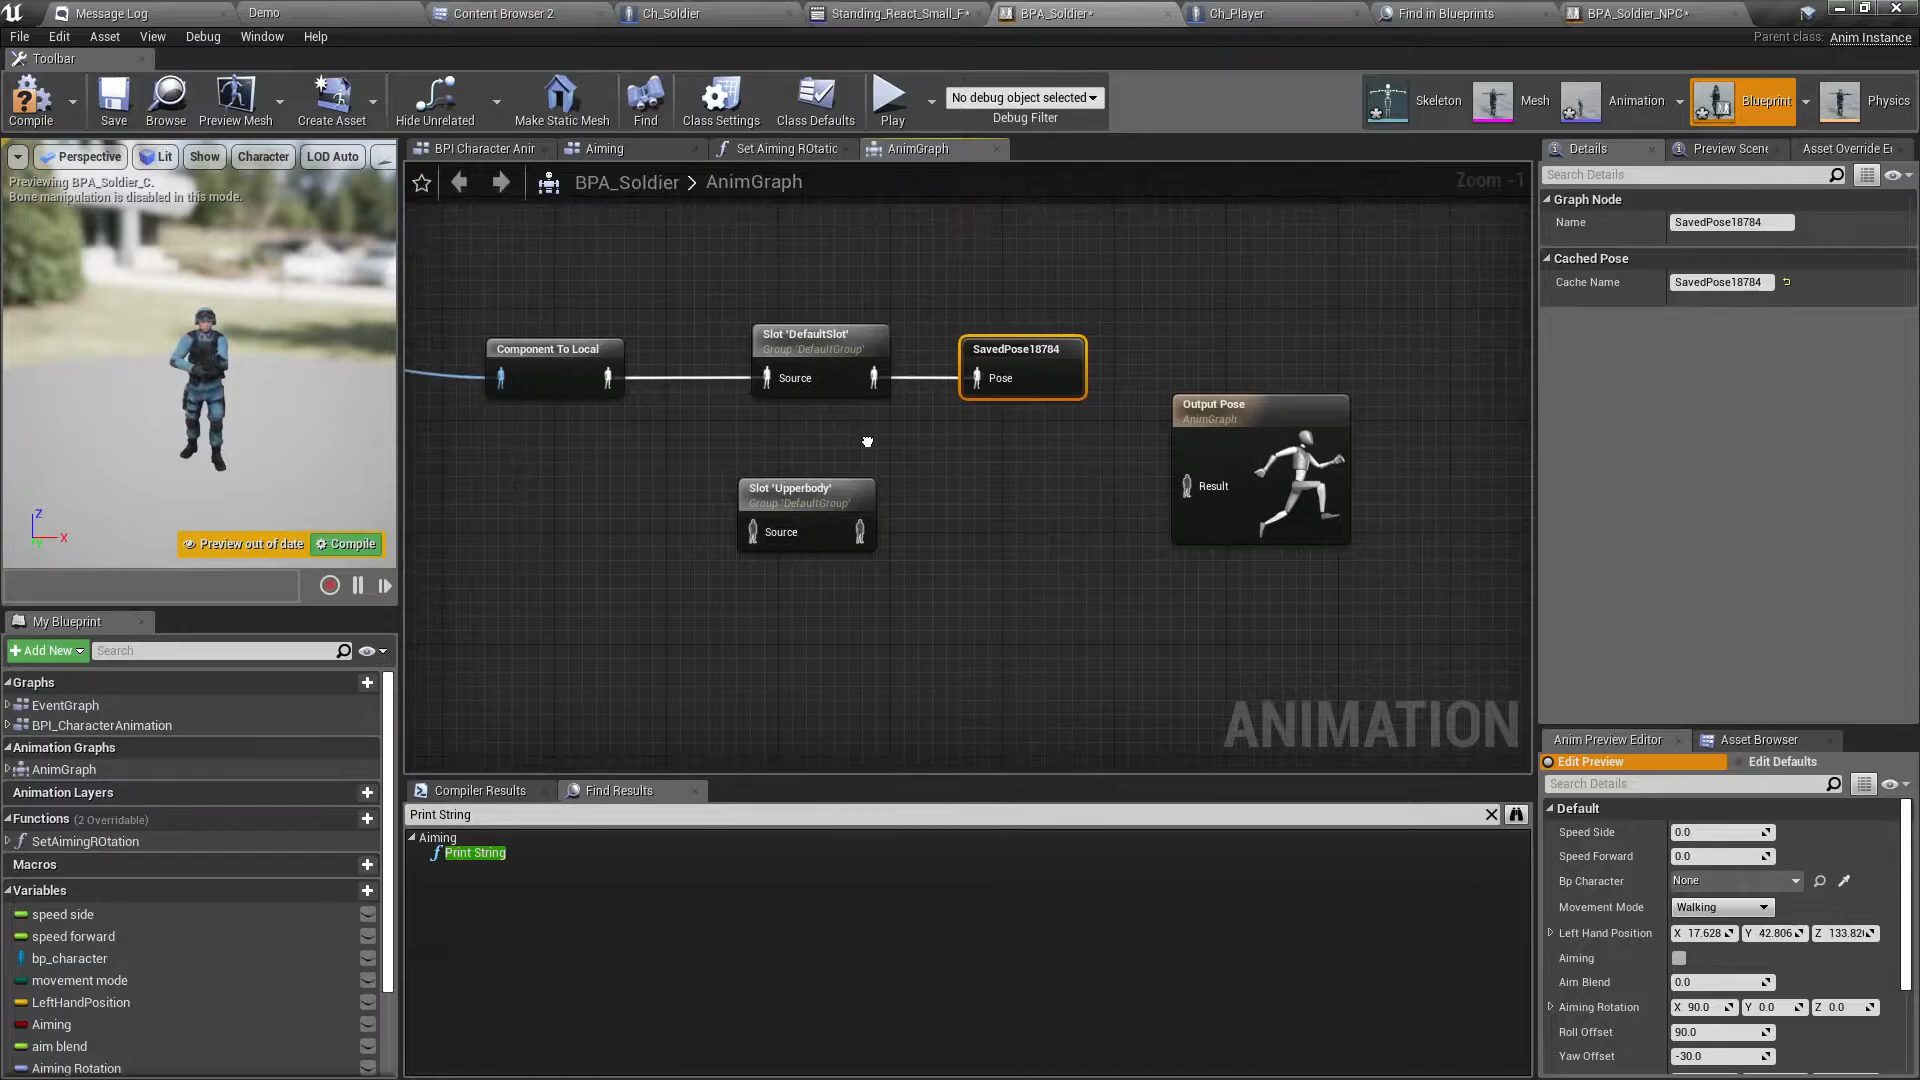 Message Log
Demo
Content Browser 2
Ch_Soldier
Standing_React_Small_F*
BPA_Soldier*
Ch_Player
Find in Blueprints
BPA_Soldier_NPC*
File Edit Asset View Debug Window Help
Parent class: Anim Instance
Toolbar
Compile
Save
Browse
Preview Mesh
Create Asset
Hide Unrelated
Make Static Mesh
Find
Class Settings
Class Defaults
Play
No debug object selected
Debug Filter
Skeleton
Mesh
Animation
Blueprint
Physics
Perspective
Lit
Show
Character
LOD Auto
Previewing BPA_Soldier_C.
Bone manipulation is disabled in this mode.
Z
X
Preview out of date
Compile
BPI Character Anir
Aiming
Set Aiming ROtatic
AnimGraph
BPA_Soldier > AnimGraph
Zoom -1
Component To Local
Slot 'DefaultSlot'
Group 'DefaultGroup'
Source
SavedPose18784
Pose
Output Pose
AnimGraph
Result
Slot 'Upperbody'
Group 'DefaultGroup'
Source
ANIMATION
My Blueprint
Add New
Search
Graphs
EventGraph
BPI_CharacterAnimation
Animation Graphs
AnimGraph
Animation Layers
Functions (2 Overridable)
SetAimingROtation
Macros
Variables
speed side
speed forward
bp_character
movement mode
LeftHandPosition
Aiming
aim blend
Aiming Rotation
Compiler Results
Find Results
Print String
Aiming
Print String
Details
Preview Scene
Asset Override E
Search Details
Graph Node
Name SavedPose18784
Cached Pose
Cache Name SavedPose18784
Anim Preview Editor
Asset Browser
Edit Preview
Edit Defaults
Search Details
Default
Speed Side 0.0
Speed Forward 0.0
Bp Character None
Movement Mode Walking
Left Hand Position X 17.628 Y 42.806 Z 133.82
Aiming
Aim Blend 0.0
Aiming Rotation X 90.0 Y 0.0 Z 0.0
Roll Offset 90.0
Yaw Offset -30.0